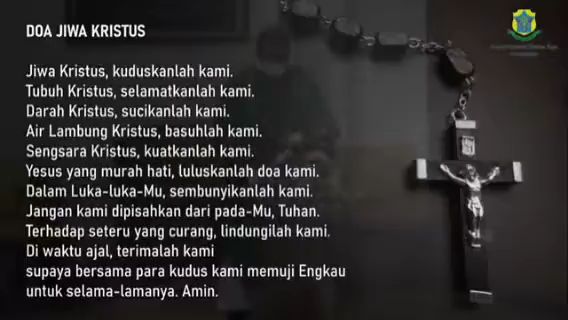 DOA JIWA KRISTUS
Jiwa Kristus, kuduskanlah kami.
Tubuh Kristus, selamatkanlah kami.
Darah Kristus, sucikanlah kami.
Air Lambung Kristus, basuhlah kami.
Sengsara Kristus, kuatkanlah kami.
Yesus yang murah hati, luluskanlah doa kami.
Dalam Luka-luka-Mu, sembunyikanlah kami.
Jangan kami dipisahkan dari pada-Mu, Tuhan.
Terhadap seteru yang curang, lindungilah kami.
Di waktu ajal, terimalah kami
supaya bersama para kudus kami memuji Engkau
untuk selama-lamanya. Amin.